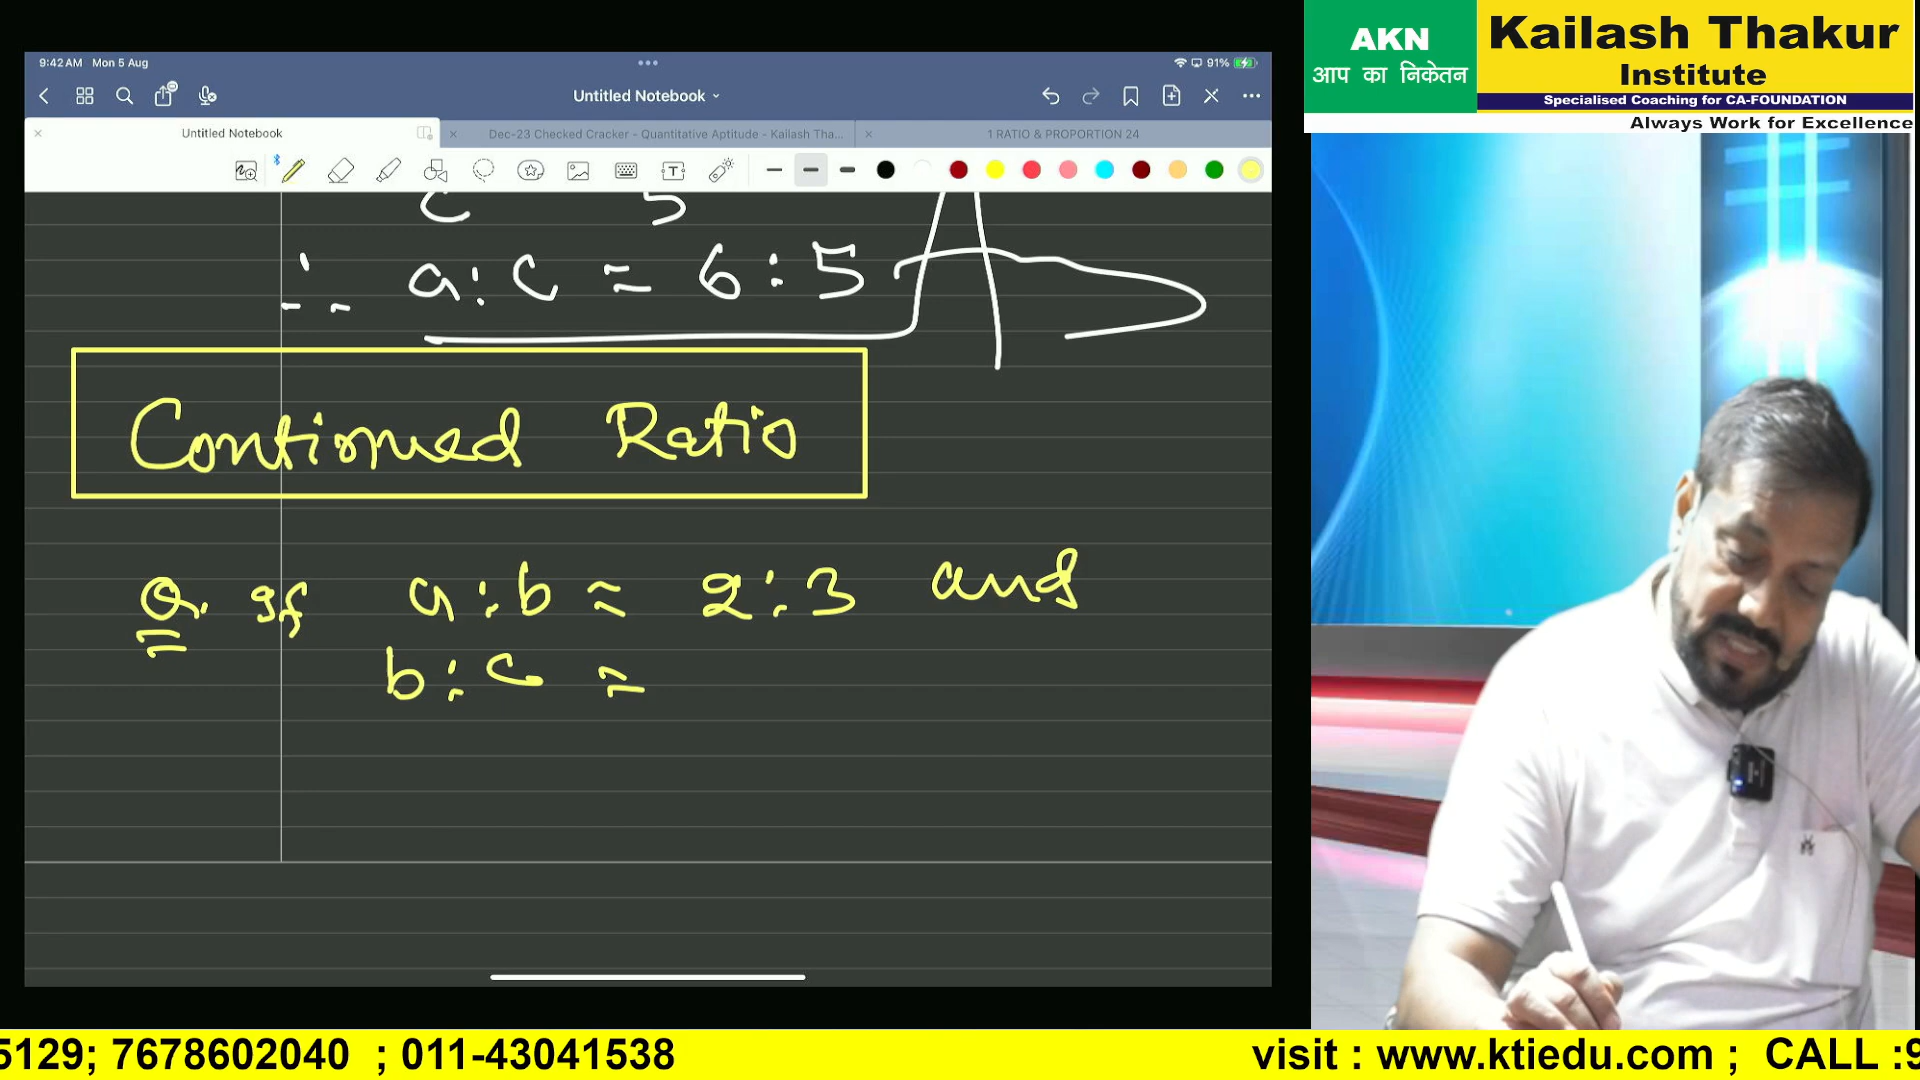 AKN
आप का निकेतन
Kailash Thakur
Institute
Specialised Coaching for CA-FOUNDATION
Always Work for Excellence
9:42AM Mon 5 Aug
91%
Untitled Notebook
Untitled Notebook
Dec-23 Checked Cracker - Quantitative Aptitude - Kailash Tha...
1 RATIO & PROPORTION 24
c 5
∴ a:c = 6:5
Continued Ratio
Q. If a:b = 2:3 and
b:c =
5129; 7678602040 ; 011-43041538
visit : www.ktiedu.com ; CALL :9